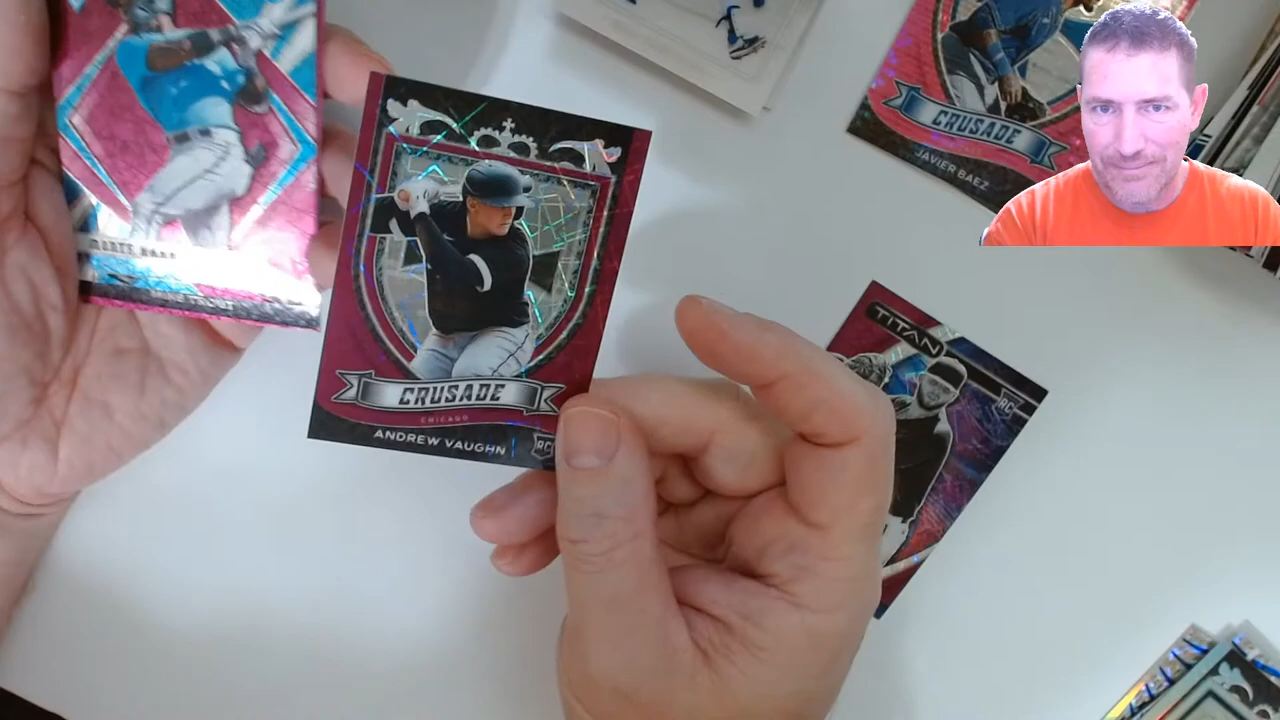 CRUSADE
JAVIER BAEZ
TITAN
RC
CRUSADE
CHICAGO
ANDREW VAUGHN
RC